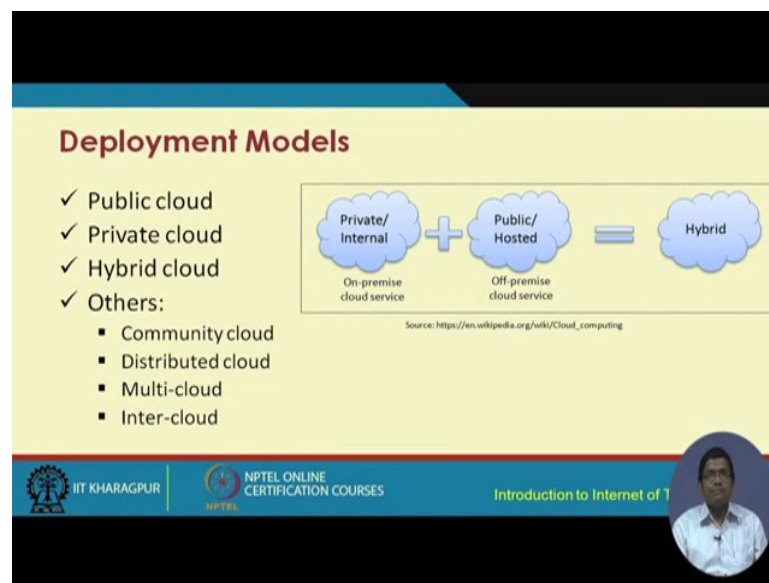 Deployment Models
✓ Public cloud
✓ Private cloud
✓ Hybrid cloud
✓ Others:
▪ Community cloud
▪ Distributed cloud
▪ Multi-cloud
▪ Inter-cloud
Private/
Internal
+
Public/
Hosted
=
Hybrid
On-premise
cloud service
Off-premise
cloud service
Source: https://en.wikipedia.org/wiki/Cloud_computing
IIT KHARAGPUR
NPTEL
NPTEL ONLINE
CERTIFICATION COURSES
Introduction to Internet of T